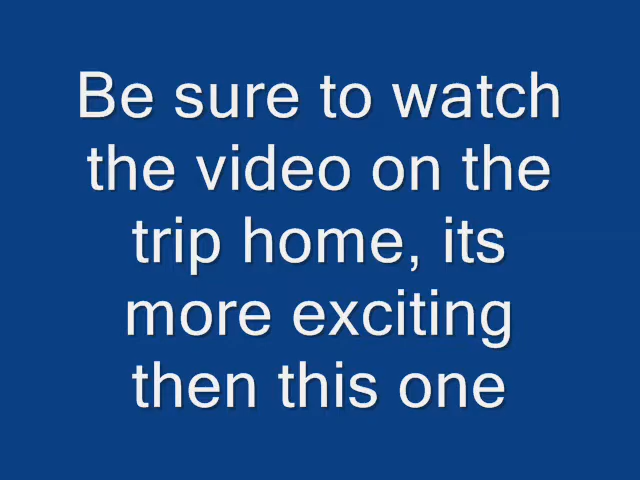 Be sure to watch
the video on the
trip home, its
more exciting
then this one